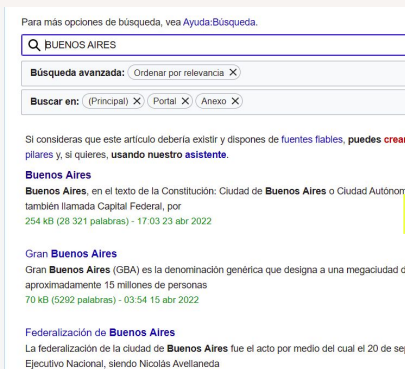 Para más opciones de búsqueda, vea Ayuda:Búsqueda.
BUENOS AIRES
Búsqueda avanzada: Ordenar por relevancia X
Buscar en: (Principal) X Portal X Anexo X
Si consideras que este artículo debería existir y dispones de fuentes fiables, puedes crear
pilares y, si quieres, usando nuestro asistente.
Buenos Aires
Buenos Aires, en el texto de la Constitución: Ciudad de Buenos Aires o Ciudad Autónom
también llamada Capital Federal, por
254 kB (28 321 palabras) - 17:03 23 abr 2022
Gran Buenos Aires
Gran Buenos Aires (GBA) es la denominación genérica que designa a una megaciudad d
aproximadamente 15 millones de personas
70 kB (5292 palabras) - 03:54 15 abr 2022
Federalización de Buenos Aires
La federalización de la ciudad de Buenos Aires fue el acto por medio del cual el 20 de se
Ejecutivo Nacional, siendo Nicolás Avellaneda